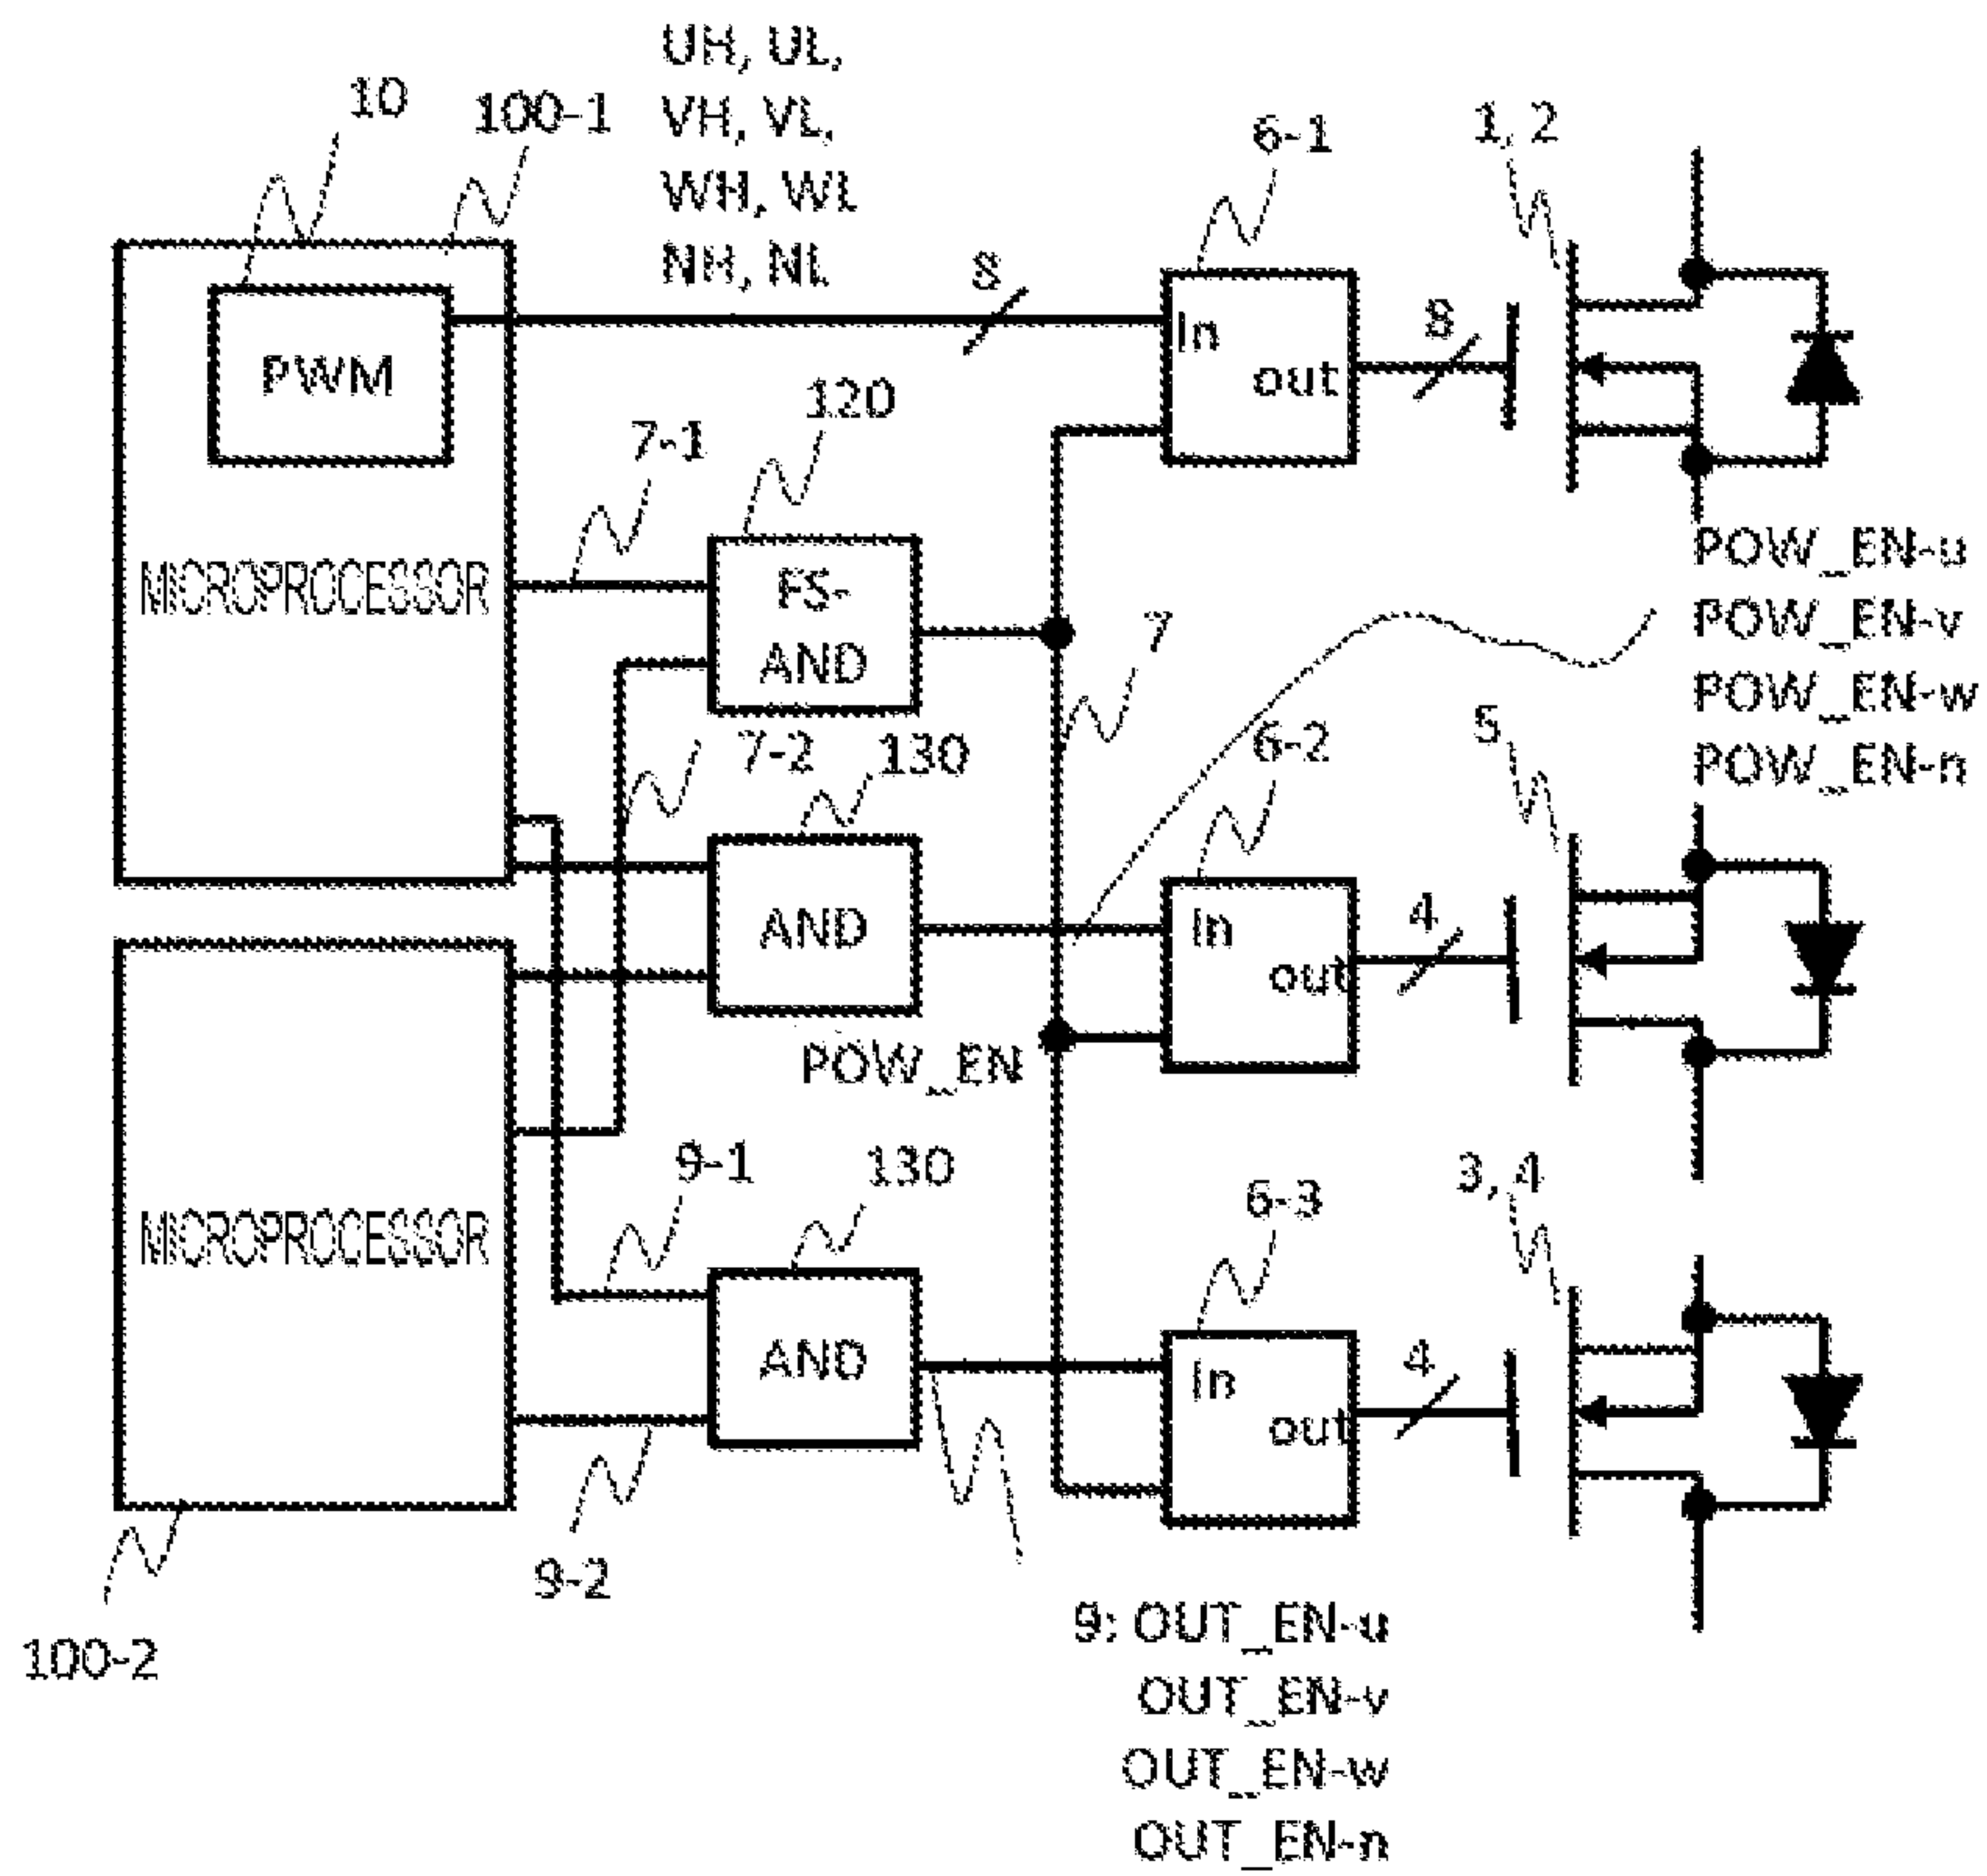 UH, UL,
VH, VL,
WH, WL
NH, NL
10
100-1
8
6-1
1, 2
PWM
In
out
8
120
7-1
MICROPROCESSOR
FS-
AND
7
POW_EN-u
POW_EN-v
POW_EN-w
POW_EN-n
7-2
130
6-2
5
AND
In
out
4
POW_EN
MICROPROCESSOR
9-1
130
6-3
3, 4
AND
In
out
4
9-2
100-2
9: OUT_EN-u
OUT_EN-v
OUT_EN-w
OUT_EN-n